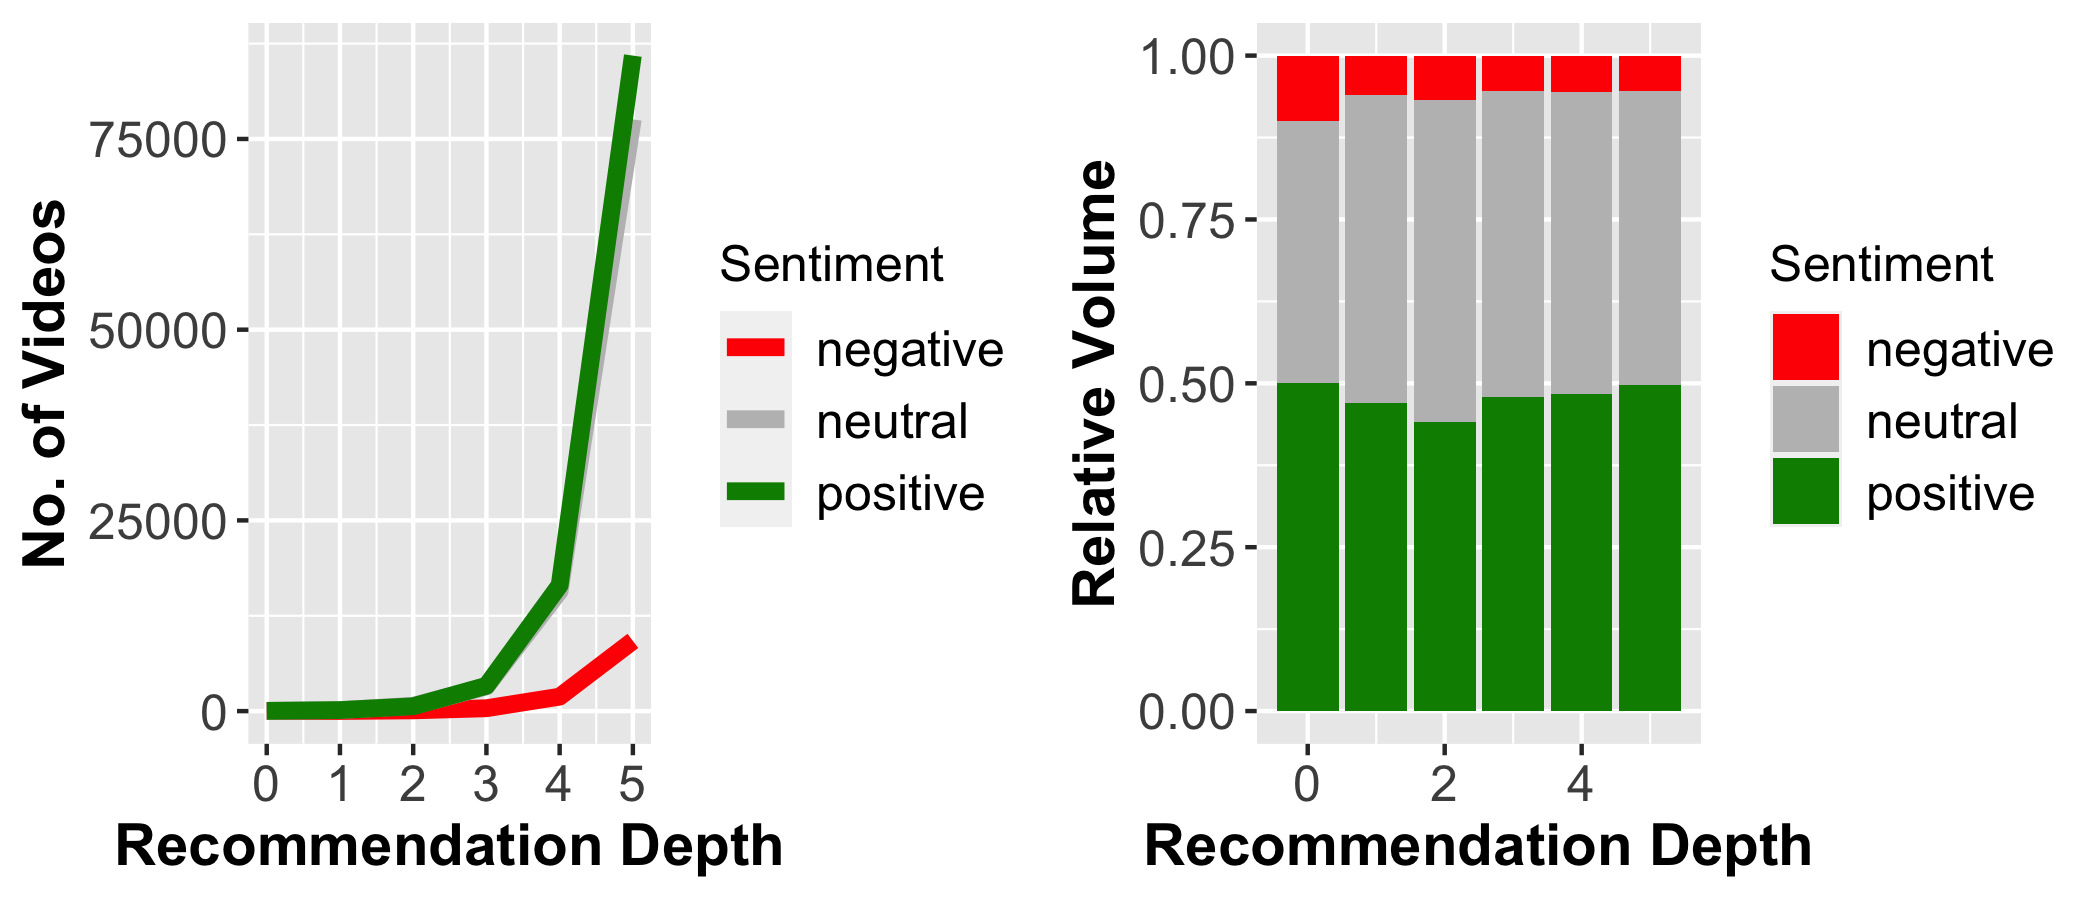 No. of Videos
75000
50000
25000
0
0 1 2 3 4 5
Recommendation Depth
Sentiment
negative
neutral
positive
Relative Volume
1.00
0.75
0.50
0.25
0.00
0 2 4
Recommendation Depth
Sentiment
negative
neutral
positive